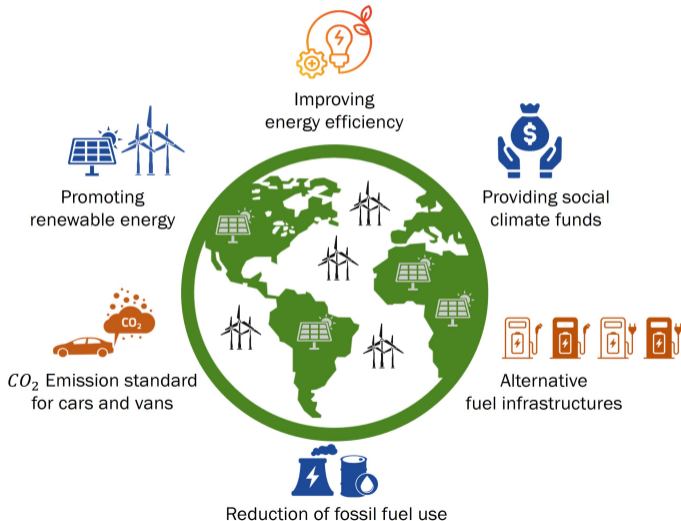 Improving
energy efficiency
Promoting
renewable energy
$
Providing social
climate funds
CO₂
CO₂ Emission standard
for cars and vans
Alternative
fuel infrastructures
Reduction of fossil fuel use